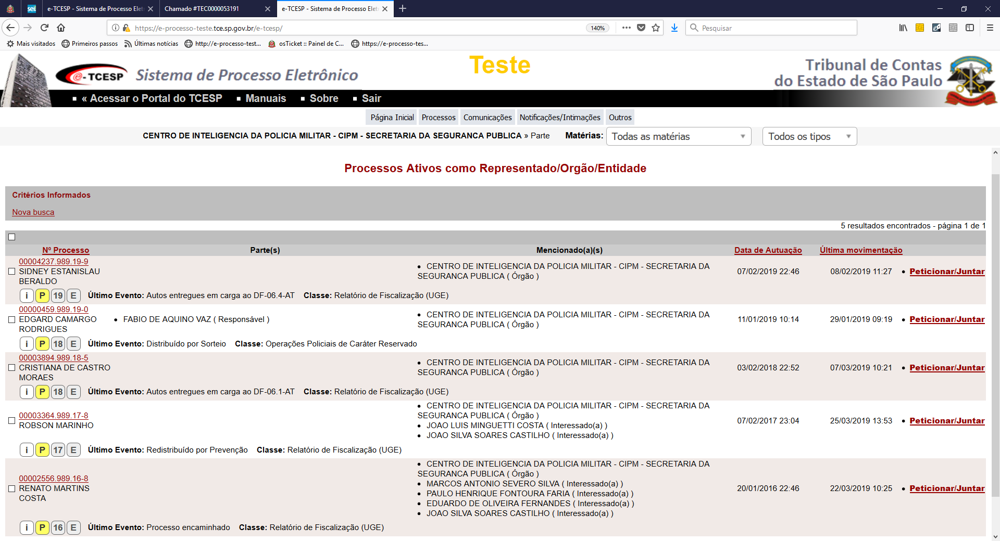 sei!
e-TCESP - Sistema de Processo Elet
Chamado #TEC0000053191
e-TCESP - Sistema de Processo Elet
https://e-processo-teste.tce.sp.gov.br/e-tcesp/
140%
Pesquisar
Mais visitados
Primeiros passos
Últimas notícias
http://e-processo-test...
osTicket :: Painel de C...
https://e-processo-tes...
e-TCESP
Sistema de Processo Eletrônico
Teste
Tribunal de Contas
do Estado de São Paulo
« Acessar o Portal do TCESP
Manuais
Sobre
Sair
Página Inicial
Processos
Comunicações
Notificações/Intimações
Outros
CENTRO DE INTELIGENCIA DA POLICIA MILITAR - CIPM - SECRETARIA DA SEGURANCA PUBLICA » Parte
Matérias:
Todas as matérias
Todos os tipos
Processos Ativos como Representado/Orgão/Entidade
Critérios Informados
Nova busca
5 resultados encontrados - página 1 de 1
Nº Processo
Parte(s)
Mencionado(a)(s)
Data de Autuação
Última movimentação
00004237.989.19-9
SIDNEY ESTANISLAU
BERALDO
• CENTRO DE INTELIGENCIA DA POLICIA MILITAR - CIPM - SECRETARIA DA
SEGURANCA PUBLICA ( Órgão )
07/02/2019 22:46
08/02/2019 11:27
• Peticionar/Juntar
i P 19 E Último Evento: Autos entregues em carga ao DF-06.4-AT Classe: Relatório de Fiscalização (UGE)
00000459.989.19-0
EDGARD CAMARGO
RODRIGUES
• FABIO DE AQUINO VAZ ( Responsável )
• CENTRO DE INTELIGENCIA DA POLICIA MILITAR - CIPM - SECRETARIA DA
SEGURANCA PUBLICA ( Órgão )
11/01/2019 10:14
29/01/2019 09:19
• Peticionar/Juntar
i P 18 E Último Evento: Distribuído por Sorteio Classe: Operações Policiais de Caráter Reservado
00003894.989.18-5
CRISTIANA DE CASTRO
MORAES
• CENTRO DE INTELIGENCIA DA POLICIA MILITAR - CIPM - SECRETARIA DA
SEGURANCA PUBLICA ( Órgão )
03/02/2018 22:52
07/03/2019 10:21
• Peticionar/Juntar
i P 18 E Último Evento: Autos entregues em carga ao DF-06.1-AT Classe: Relatório de Fiscalização (UGE)
00003364.989.17-8
ROBSON MARINHO
• CENTRO DE INTELIGENCIA DA POLICIA MILITAR - CIPM - SECRETARIA DA
SEGURANCA PUBLICA ( Órgão )
• JOAO LUIS MINGUETTI COSTA ( Interessado(a) )
• JOAO SILVA SOARES CASTILHO ( Interessado(a) )
07/02/2017 23:04
25/03/2019 13:53
• Peticionar/Juntar
i P 17 E Último Evento: Redistribuído por Prevenção Classe: Relatório de Fiscalização (UGE)
00002556.989.16-8
RENATO MARTINS
COSTA
• CENTRO DE INTELIGENCIA DA POLICIA MILITAR - CIPM - SECRETARIA DA
SEGURANCA PUBLICA ( Órgão )
• MARCOS ANTONIO SEVERO SILVA ( Interessado(a) )
• PAULO HENRIQUE FONTOURA FARIA ( Interessado(a) )
• EDUARDO DE OLIVEIRA FERNANDES ( Interessado(a) )
• JOAO SILVA SOARES CASTILHO ( Interessado(a) )
20/01/2016 22:46
22/03/2019 10:25
• Peticionar/Juntar
i P 16 E Último Evento: Processo encaminhado Classe: Relatório de Fiscalização (UGE)